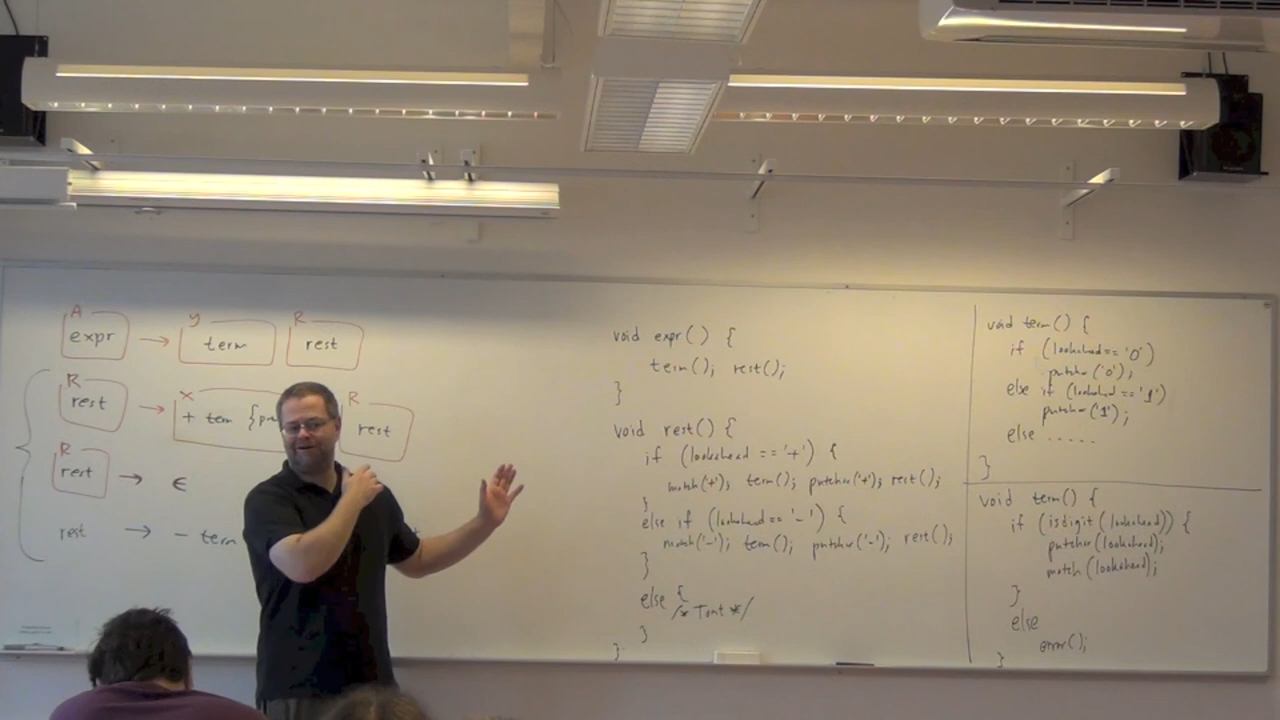 A y R
expr → term rest
R x R
rest → + term { rest
R
rest → ε
rest → - term
void expr() {
term(); rest();
}
void rest() {
if (lookahead == '+') {
match('+'); term(); putchar('+'); rest();
}
else if (lookahead == '-') {
match('-'); term(); putchar('-'); rest();
}
else {
/* Tomt */
}
}
void term() {
if (lookahead == '0')
putchar('0');
else if (lookahead == '1')
putchar('1');
else .....
}
void term() {
if (isdigit(lookahead)) {
putchar(lookahead);
match(lookahead);
}
else
error();
}